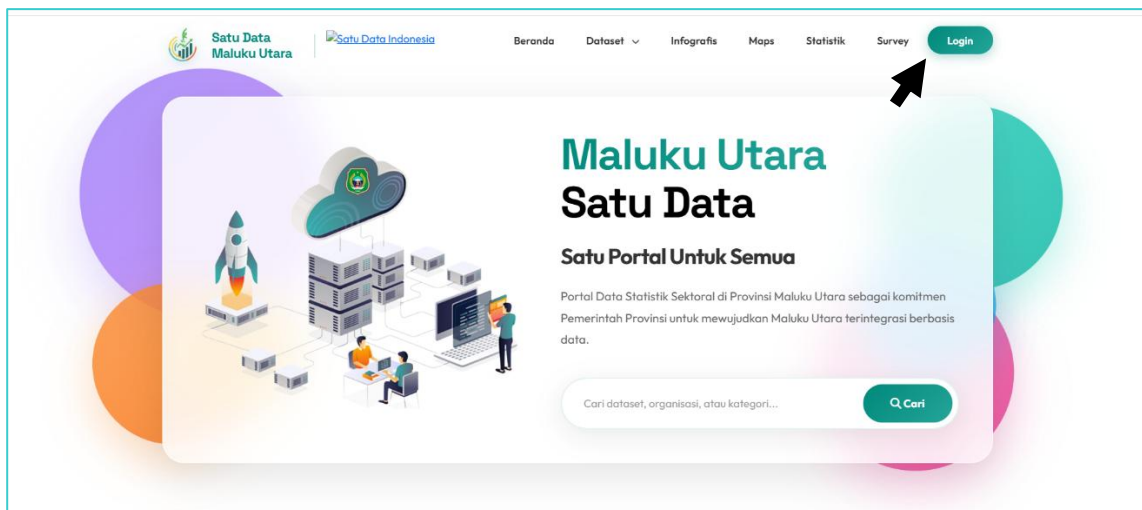 Satu Data
Maluku Utara
Satu Data Indonesia
Beranda
Dataset
Infografis
Maps
Statistik
Survey
Login
Maluku Utara
Satu Data
Satu Portal Untuk Semua
Portal Data Statistik Sektoral di Provinsi Maluku Utara sebagai komitmen
Pemerintah Provinsi untuk mewujudkan Maluku Utara terintegrasi berbasis
data.
Cari dataset, organisasi, atau kategori...
Cari